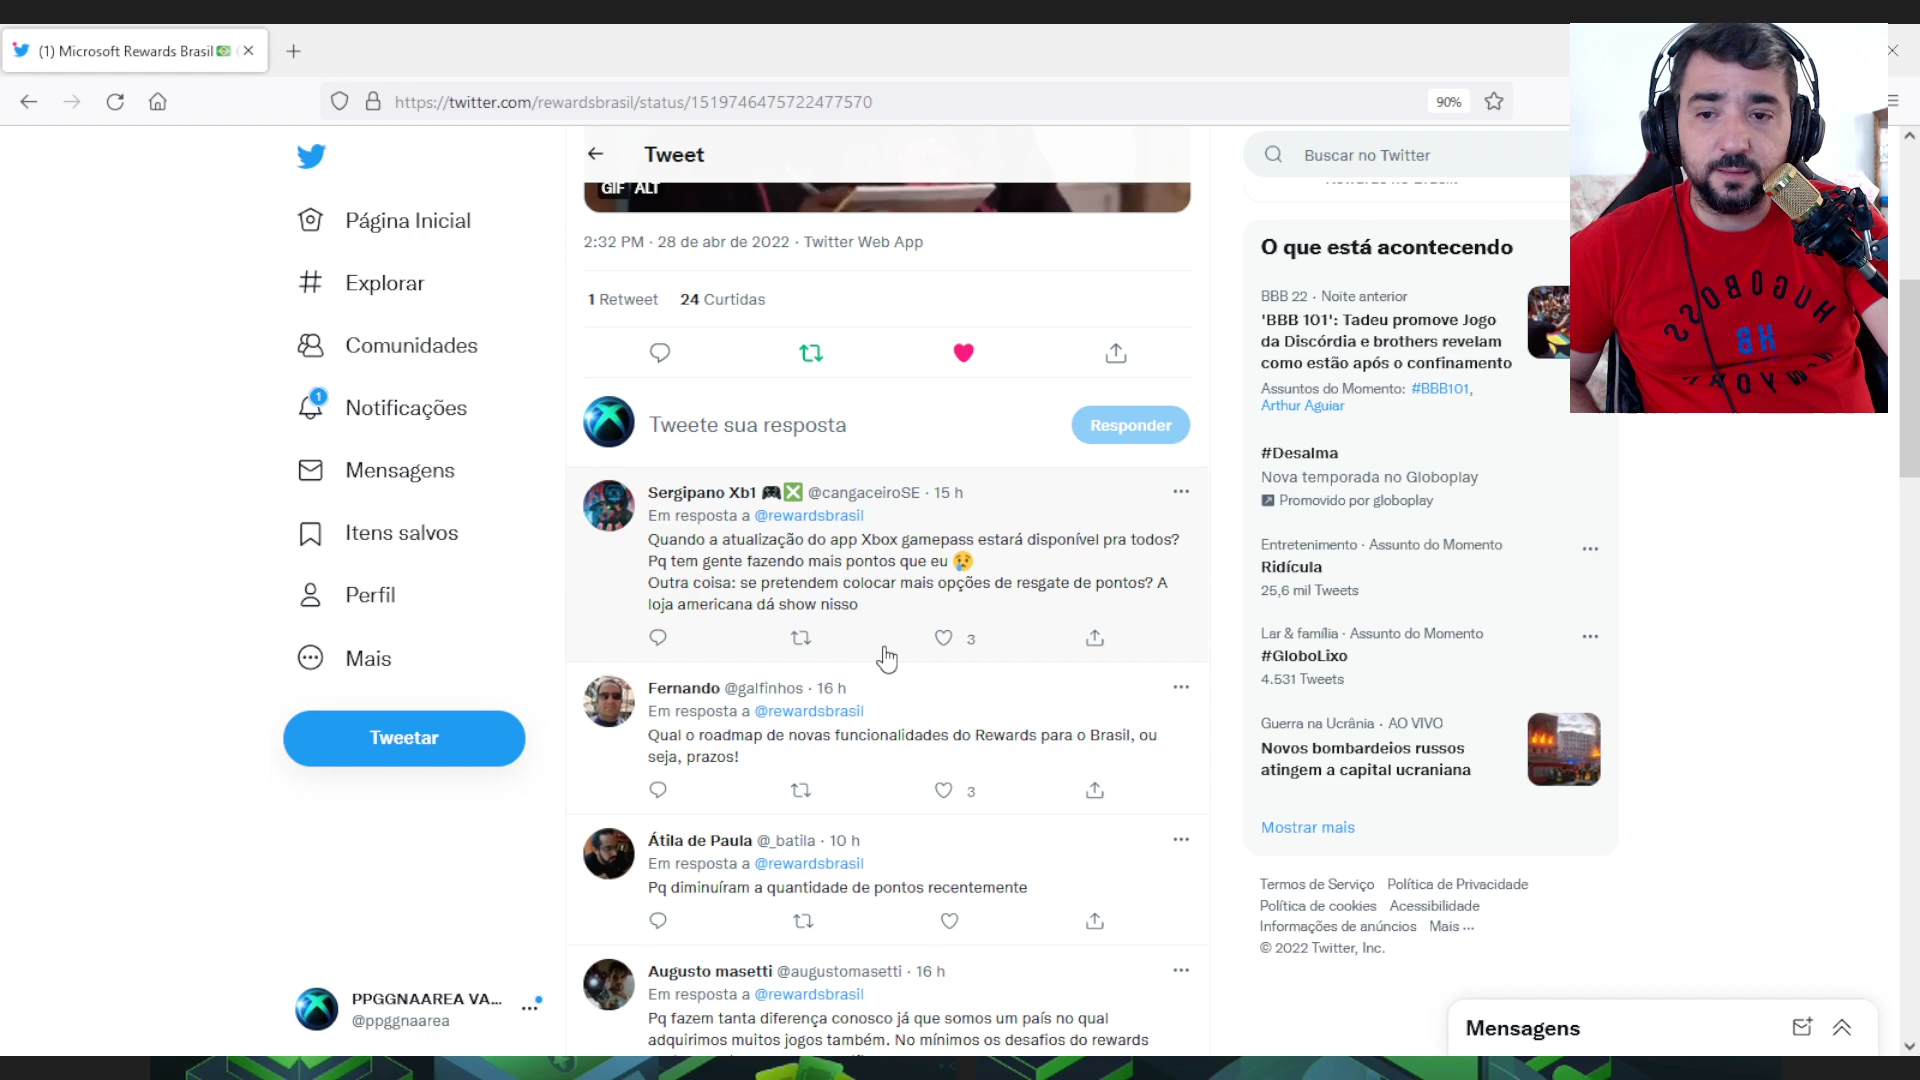 (1) Microsoft Rewards Brasil
https://twitter.com/rewardsbrasil/status/1519746475722477570
90%
Página Inicial
Explorar
Comunidades
1
Notificações
Mensagens
Itens salvos
Perfil
Mais
Tweetar
PPGGNAAREA VA...
@ppggnaarea
Tweet
GIF ALT
2:32 PM · 28 de abr de 2022 · Twitter Web App
1 Retweet 24 Curtidas
Tweete sua resposta
Responder
Sergipano Xb1 🎮❎ @cangaceiroSE · 15 h
Em resposta a @rewardsbrasil
Quando a atualização do app Xbox gamepass estará disponível pra todos?
Pq tem gente fazendo mais pontos que eu 😢
Outra coisa: se pretendem colocar mais opções de resgate de pontos? A
loja americana dá show nisso
3
Fernando @galfinhos · 16 h
Em resposta a @rewardsbrasil
Qual o roadmap de novas funcionalidades do Rewards para o Brasil, ou
seja, prazos!
3
Átila de Paula @_batila · 10 h
Em resposta a @rewardsbrasil
Pq diminuíram a quantidade de pontos recentemente
Augusto masetti @augustomasetti · 16 h
Em resposta a @rewardsbrasil
Pq fazem tanta diferença conosco já que somos um país no qual
adquirimos muitos jogos também. No mínimos os desafios do rewards
Buscar no Twitter
O que está acontecendo
BBB 22 · Noite anterior
'BBB 101': Tadeu promove Jogo
da Discórdia e brothers revelam
como estão após o confinamento
Assuntos do Momento: #BBB101,
Arthur Aguiar
#Desalma
Nova temporada no Globoplay
Promovido por globoplay
Entretenimento · Assunto do Momento
Ridícula
25,6 mil Tweets
Lar & família · Assunto do Momento
#GloboLixo
4.531 Tweets
Guerra na Ucrânia · AO VIVO
Novos bombardeios russos
atingem a capital ucraniana
Mostrar mais
Termos de Serviço Política de Privacidade
Política de cookies Acessibilidade
Informações de anúncios Mais ...
© 2022 Twitter, Inc.
Mensagens
HUGO BOSS
HB